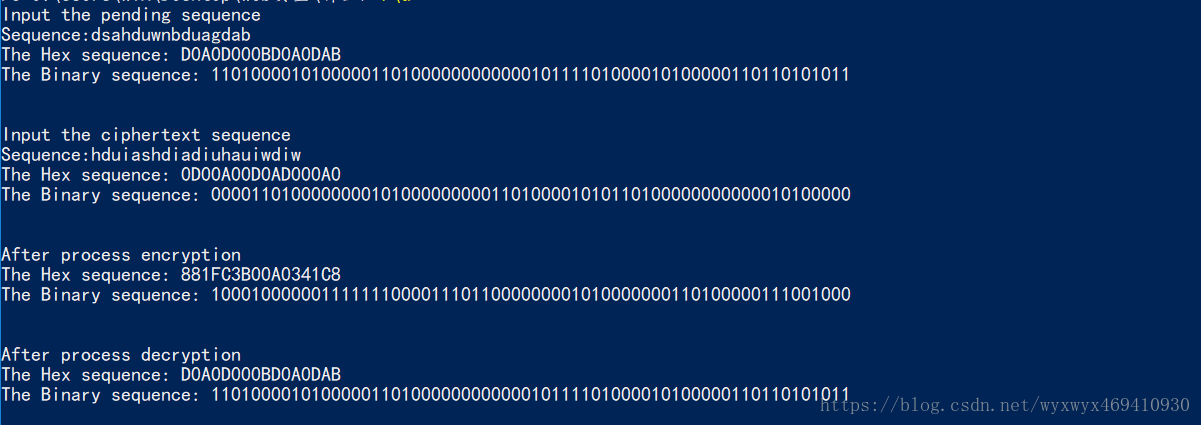 Input the pending sequence
Sequence:dsahduwnbduagdab
The Hex sequence: D0A0D000BD0A0DAB
The Binary sequence: 1101000010100000110100000000000010111101000010100000110110101011
Input the ciphertext sequence
Sequence:hduiashdiadiuhauiwdiw
The Hex sequence: 0D00A00D0AD000A0
The Binary sequence: 0000110100000000101000000000110100001010110100000000000010100000
After process encryption
The Hex sequence: 881FC3B00A0341C8
The Binary sequence: 1000100000011111110000111011000000001010000000110100000111001000
After process decryption
The Hex sequence: D0A0D000BD0A0DAB
The Binary sequence: 1101000010100000110100000000000010111101000010100000110110101011
https://blog.csdn.net/wyxwyx469410930